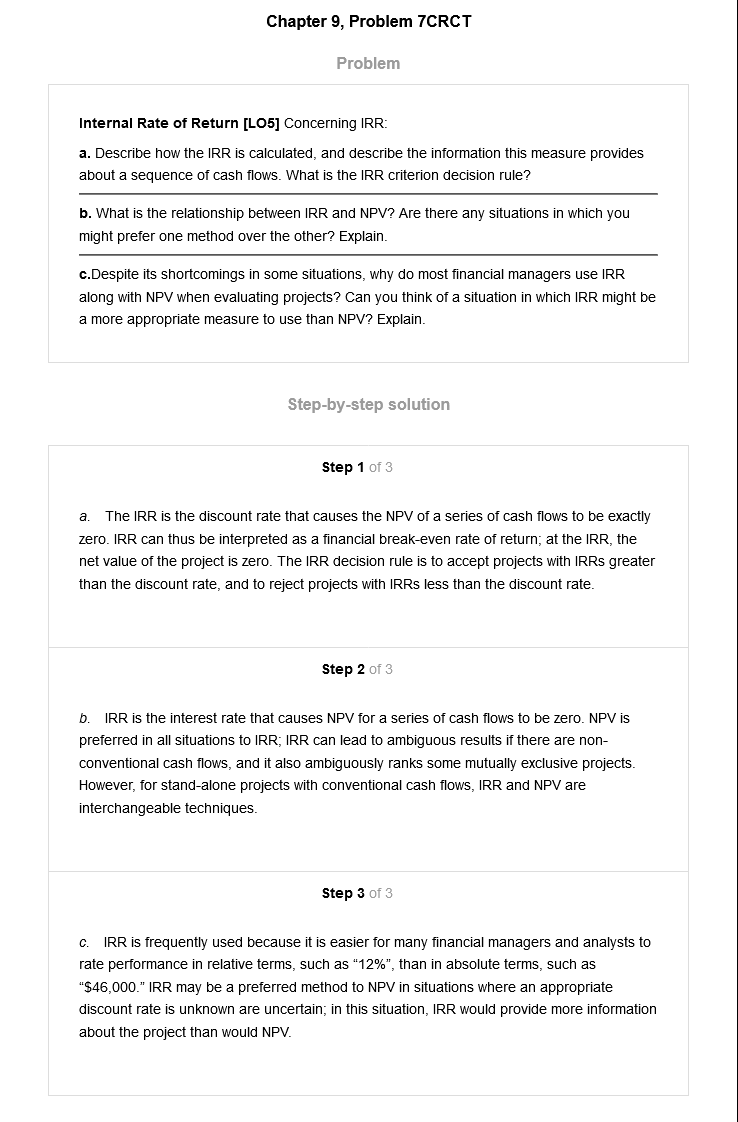 Chapter 9, Problem 7CRCT
Problem
Internal Rate of Return [LO5] Concerning IRR:
a. Describe how the IRR is calculated, and describe the information this measure provides
about a sequence of cash flows. What is the IRR criterion decision rule?
b. What is the relationship between IRR and NPV? Are there any situations in which you
might prefer one method over the other? Explain.
c.Despite its shortcomings in some situations, why do most financial managers use IRR
along with NPV when evaluating projects? Can you think of a situation in which IRR might be
a more appropriate measure to use than NPV? Explain.
Step-by-step solution
Step 1 of 3
a. The IRR is the discount rate that causes the NPV of a series of cash flows to be exactly
zero. IRR can thus be interpreted as a financial break-even rate of return; at the IRR, the
net value of the project is zero. The IRR decision rule is to accept projects with IRRs greater
than the discount rate, and to reject projects with IRRs less than the discount rate.
Step 2 of 3
b. IRR is the interest rate that causes NPV for a series of cash flows to be zero. NPV is
preferred in all situations to IRR; IRR can lead to ambiguous results if there are non-
conventional cash flows, and it also ambiguously ranks some mutually exclusive projects.
However, for stand-alone projects with conventional cash flows, IRR and NPV are
interchangeable techniques.
Step 3 of 3
c. IRR is frequently used because it is easier for many financial managers and analysts to
rate performance in relative terms, such as “12%”, than in absolute terms, such as
“$46,000.” IRR may be a preferred method to NPV in situations where an appropriate
discount rate is unknown are uncertain; in this situation, IRR would provide more information
about the project than would NPV.